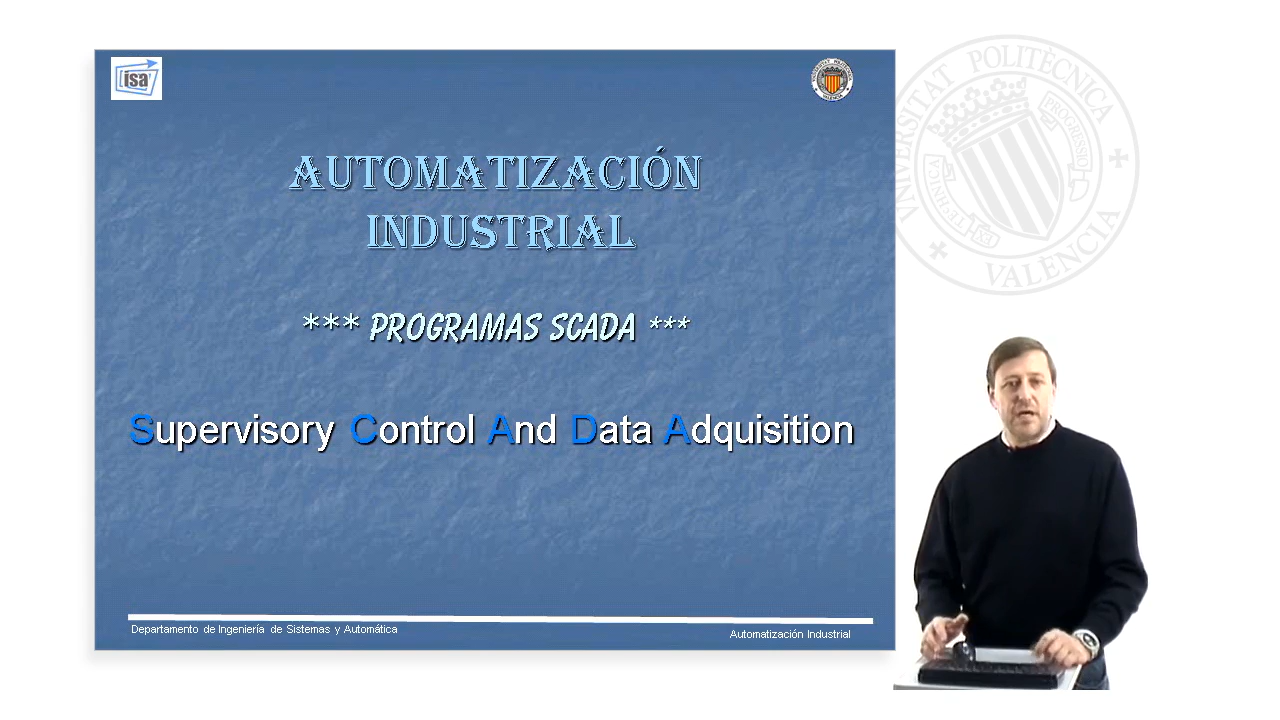 isa
AUTOMATIZACIÓN
INDUSTRIAL
*** PROGRAMAS SCADA ***
Supervisory Control And Data Adquisition
Departamento de Ingeniería de Sistemas y Automática
Automatización Industrial
VNIVERSITAT POLITÈCNICA
VALÈNCIA